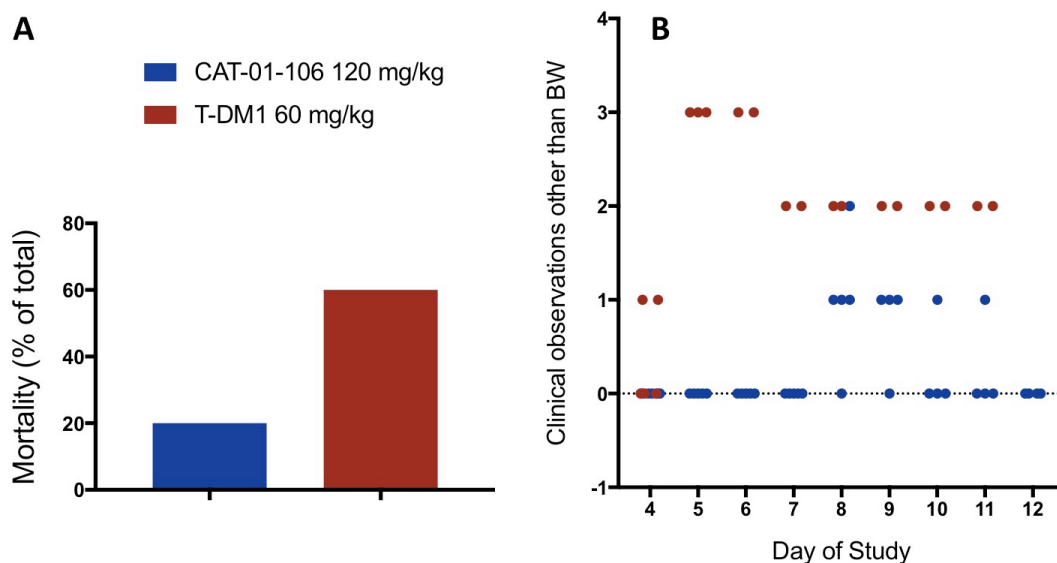 A
CAT-01-106 120 mg/kg
T-DM1 60 mg/kg
Mortality (% of total)
80
60
40
20
0
B
Clinical observations other than BW
4
3
2
1
0
-1
4 5 6 7 8 9 10 11 12
Day of Study